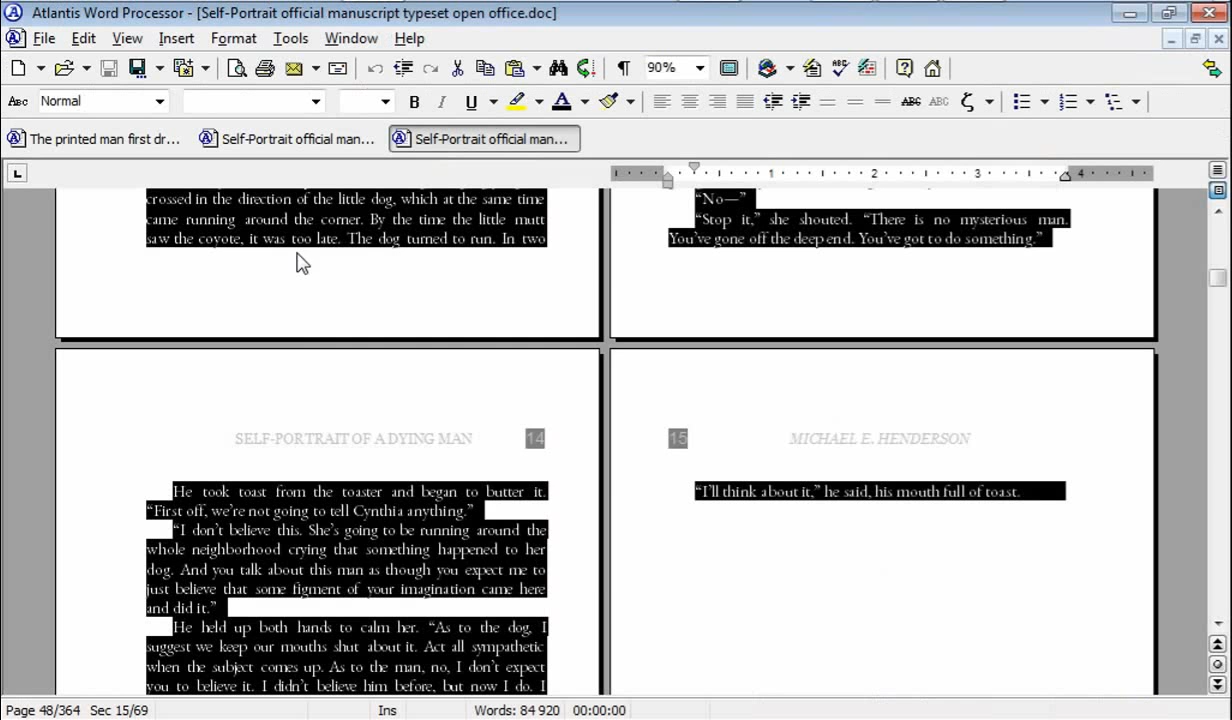 Atlantis Word Processor - [Self-Portrait official manuscript typeset open office.doc]
File Edit View Insert Format Tools Window Help
90%
Normal
The printed man first dr... Self-Portrait official man... Self-Portrait official man...
1 2 3 4
crossed in the direction of the little dog, which at the same time
came running around the corner. By the time the little mutt
saw the coyote, it was too late. The dog turned to run. In two
“No—”
“Stop it,” she shouted. “There is no mysterious man.
You’ve gone off the deep end. You’ve got to do something.”
SELF-PORTRAIT OF A DYING MAN 14
He took toast from the toaster and began to butter it.
“First off, we’re not going to tell Cynthia anything.”
“I don’t believe this. She’s going to be running around the
whole neighborhood crying that something happened to her
dog. And you talk about this man as though you expect me to
just believe that some figment of your imagination came here
and did it.”
He held up both hands to calm her. “As to the dog, I
suggest we keep our mouths shut about it. Act all sympathetic
when the subject comes up. As to the man, no, I don’t expect
you to believe it. I didn’t believe him before, but now I do. I
15 MICHAEL E. HENDERSON
“I’ll think about it,” he said, his mouth full of toast.
Page 48/364 Sec 15/69 Ins Words: 84 920 00:00:00